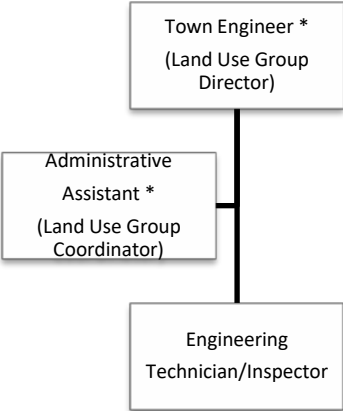 Town Engineer *
(Land Use Group
Director)
Administrative
Assistant *
(Land Use Group
Coordinator)
Engineering
Technician/Inspector